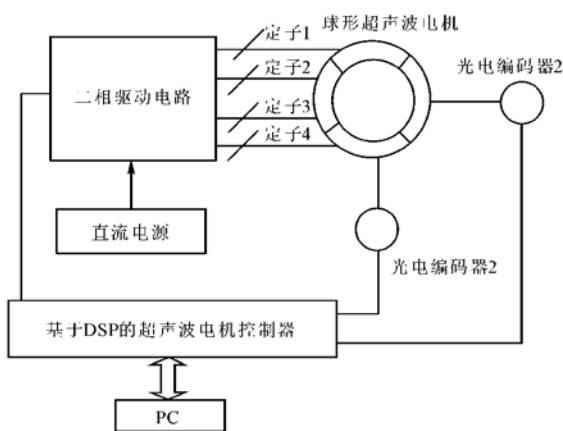 球形超声波电机
定子1
定子2
定子3
定子4
二相驱动电路
光电编码器2
直流电源
光电编码器2
基于DSP的超声波电机控制器
PC